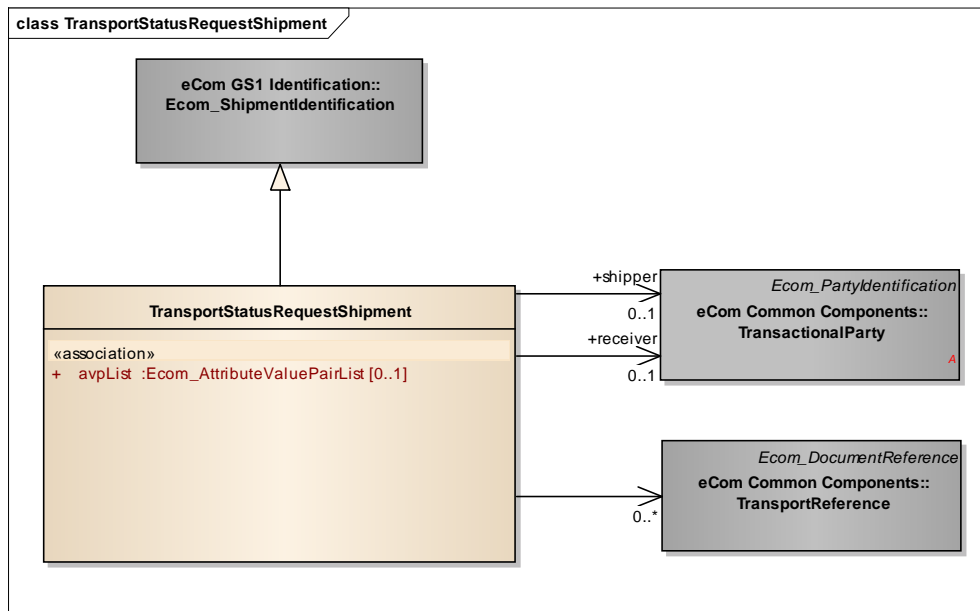 class TransportStatusRequestShipment
eCom GS1 Identification::
Ecom_ShipmentIdentification
TransportStatusRequestShipment
«association»
+ avpList :Ecom_AttributeValuePairList [0..1]
+shipper
0..1
+receiver
0..1
Ecom_PartyIdentification
eCom Common Components::
TransactionalParty
A
0..*
Ecom_DocumentReference
eCom Common Components::
TransportReference